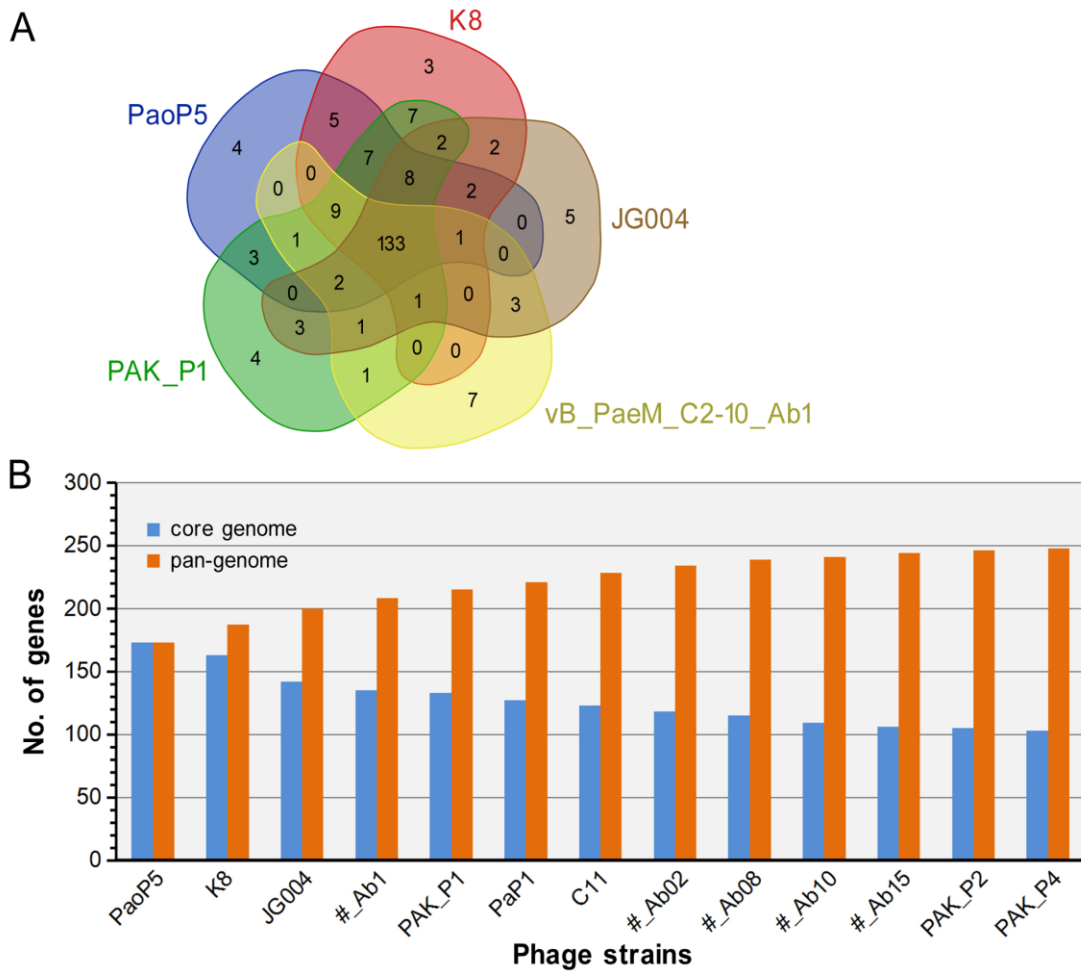 A
K8
3
PaoP5
5
7
4
2
2
7
8
0
0
2
9
0
5
JG004
1
133
1
0
3
2
0
0
1
3
3
1
0
4
0
PAK_P1
1
7
vB_PaeM_C2-10_Ab1
B
300
core genome
250
pan-genome
200
150
100
50
0
No. of genes
PaoP5
K8
JG004
#_Ab1
PAK_P1
PaP1
C11
#_Ab02
#_Ab08
#_Ab10
#_Ab15
PAK_P2
PAK_P4
Phage strains